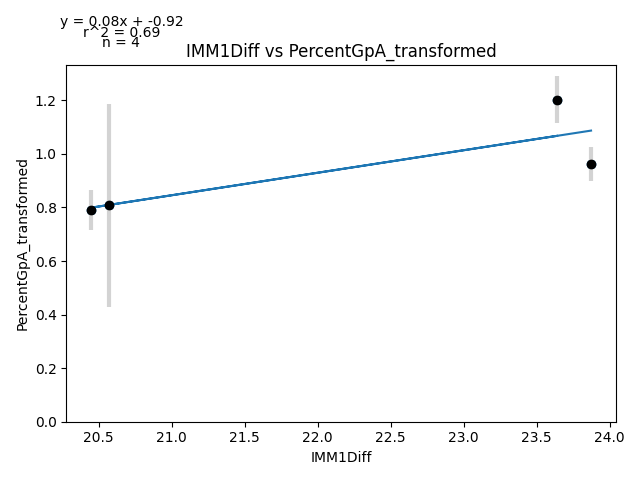 y = 0.08x + -0.92
r^2 = 0.69
n = 4
IMM1Diff vs PercentGpA_transformed
PercentGpA_transformed
1.2
1.0
0.8
0.6
0.4
0.2
0.0
20.5 21.0 21.5 22.0 22.5 23.0 23.5 24.0
IMM1Diff